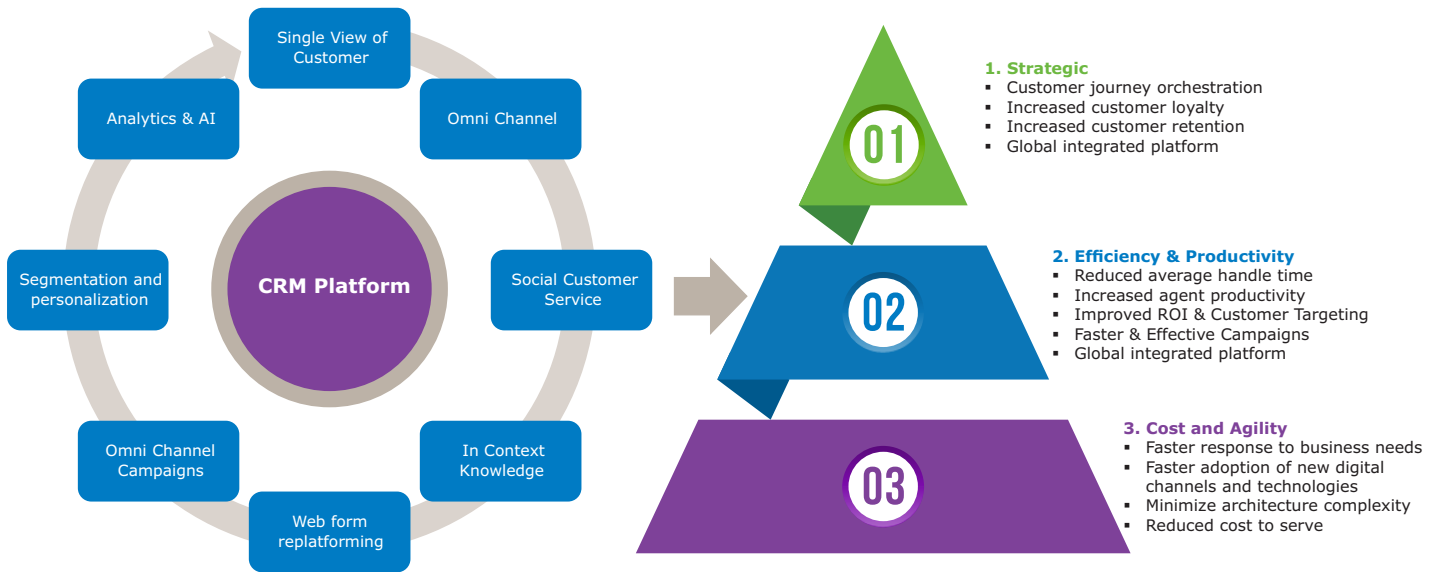 Single View of
Customer
Omni Channel
Social Customer
Service
In Context
Knowledge
Web form
replatforming
Omni Channel
Campaigns
Segmentation and
personalization
Analytics & AI
CRM Platform
01
1. Strategic
▪ Customer journey orchestration
▪ Increased customer loyalty
▪ Increased customer retention
▪ Global integrated platform
02
2. Efficiency & Productivity
▪ Reduced average handle time
▪ Increased agent productivity
▪ Improved ROI & Customer Targeting
▪ Faster & Effective Campaigns
▪ Global integrated platform
03
3. Cost and Agility
▪ Faster response to business needs
▪ Faster adoption of new digital
channels and technologies
▪ Minimize architecture complexity
▪ Reduced cost to serve